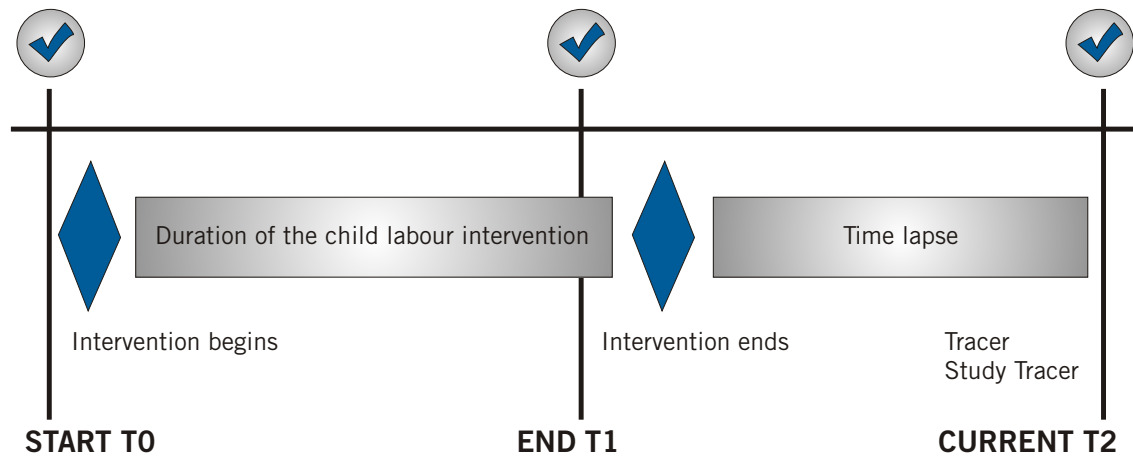 Duration of the child labour intervention
Time lapse
Intervention begins
Intervention ends
Tracer
Study Tracer
START T0
END T1
CURRENT T2